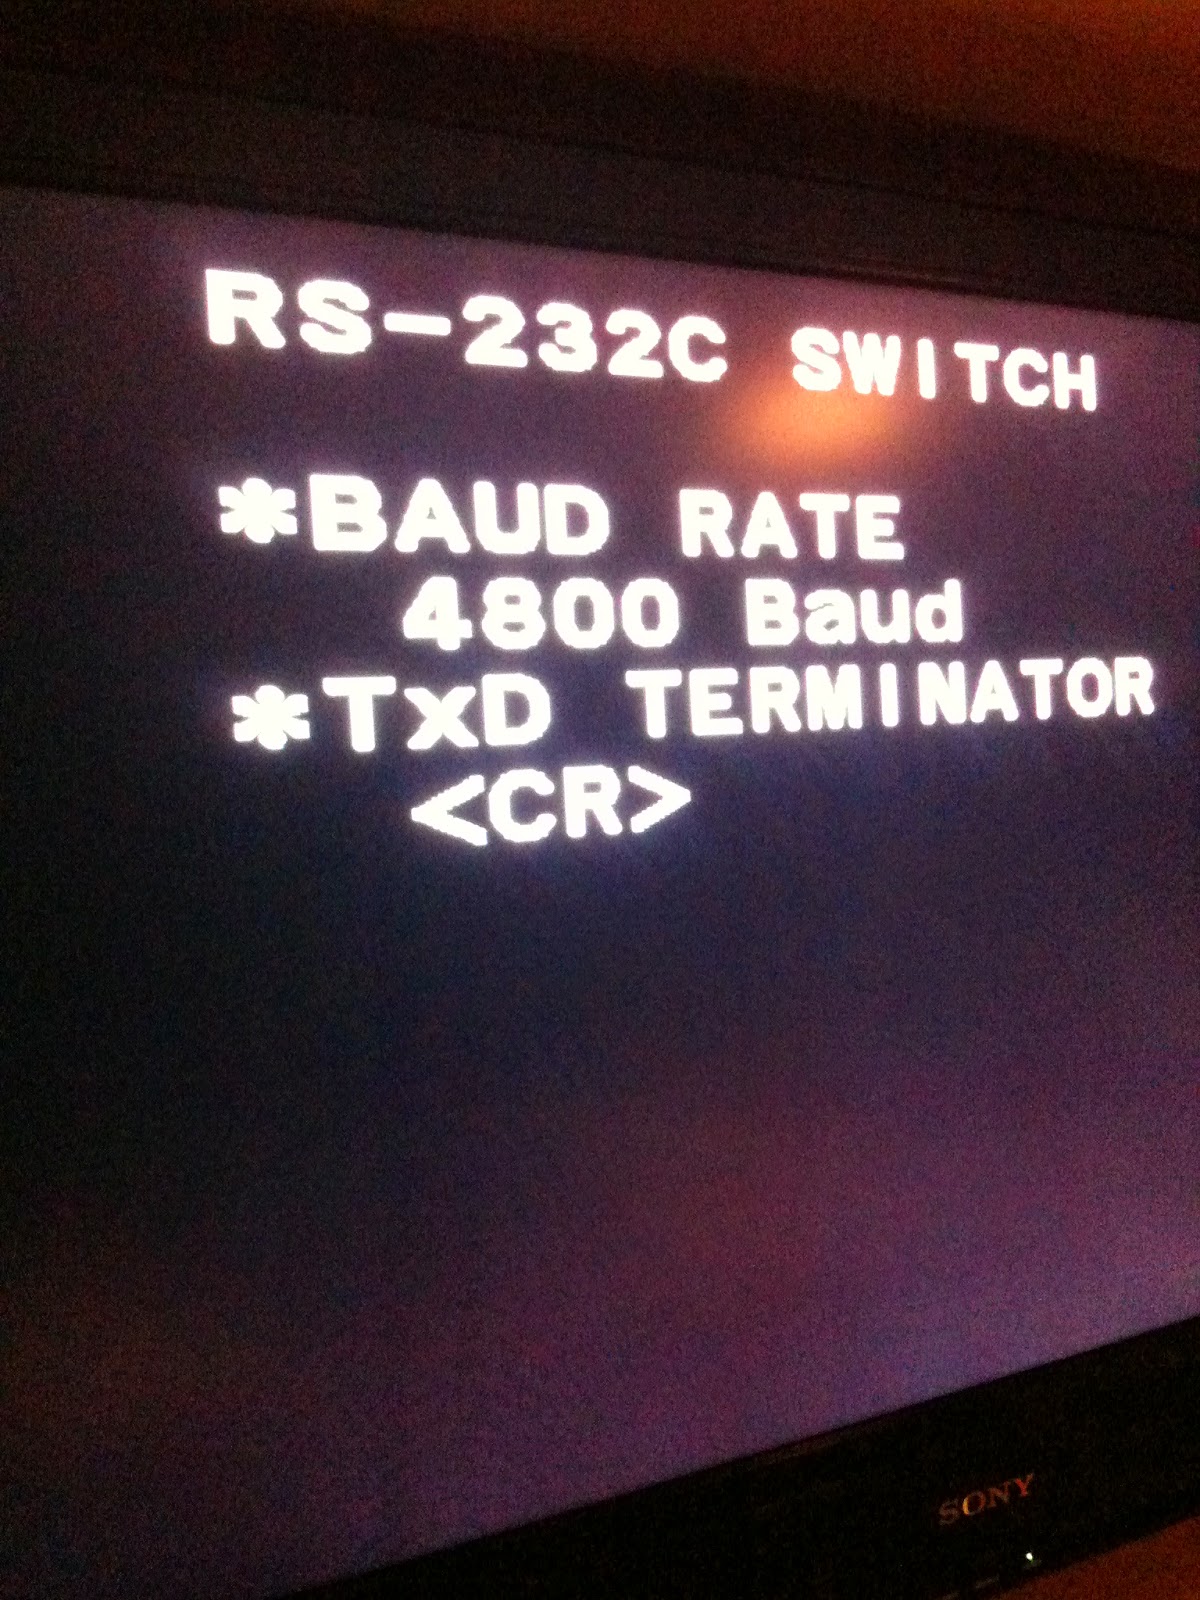 RS-232C SWITCH
*BAUD RATE
4800 Baud
*TxD TERMINATOR
<CR>
SONY